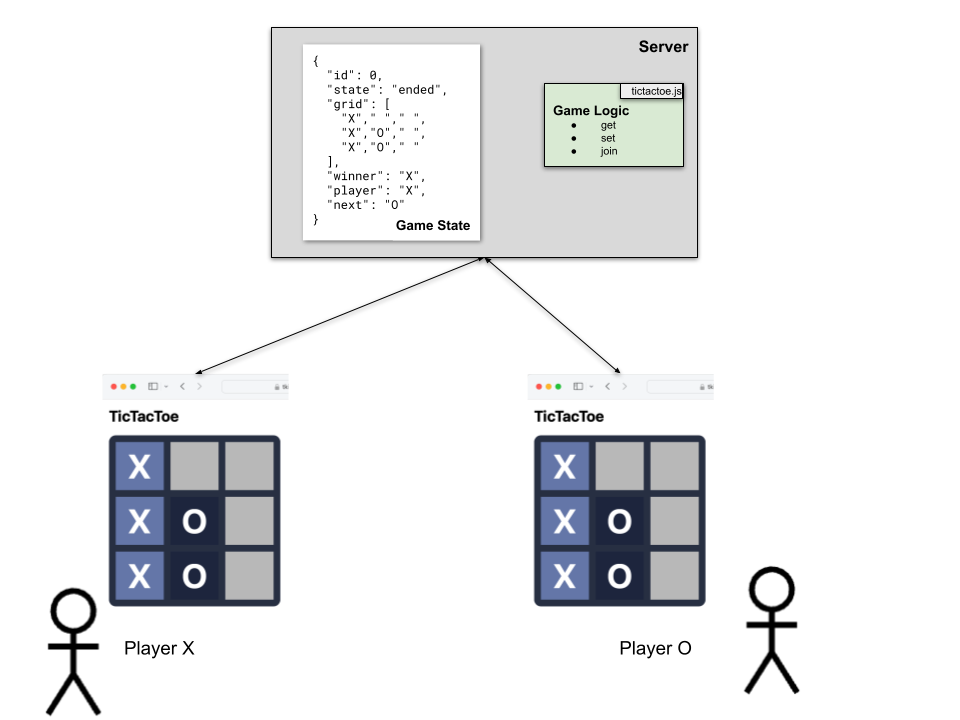 Server
{
"id": 0,
"state": "ended",
"grid": [
"X"," "," ",
"X","O"," ",
"X","O"," "
],
"winner": "X",
"player": "X",
"next": "O"
}
Game State
tictactoe.js
Game Logic
● get
● set
● join
TicTacToe
X
X O
X O
Player X
TicTacToe
X
X O
X O
Player O